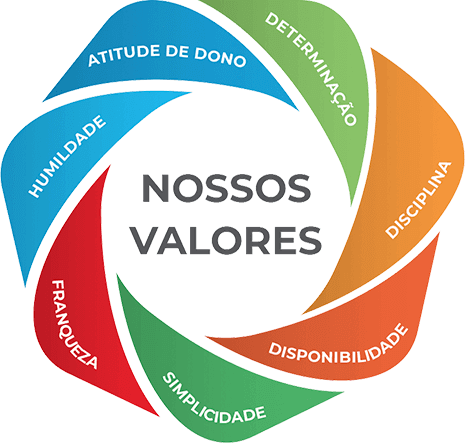 NOSSOS
VALORES
ATITUDE DE DONO
DETERMINAÇÃO
DISCIPLINA
DISPONIBILIDADE
SIMPLICIDADE
FRANQUEZA
HUMILDADE